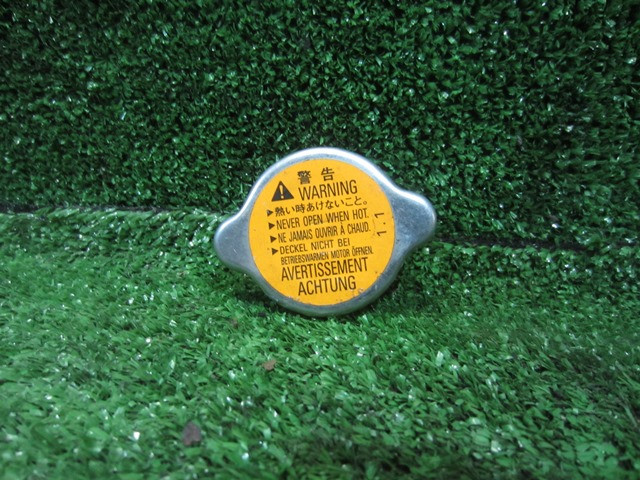 警告
WARNING
▶熱い時あけないこと。
▶NEVER OPEN WHEN HOT.
▶NE JAMAIS OUVRIR À CHAUD.
▶DECKEL NICHT BEI
BETRIEBSWARMEN MOTOR ÖFFNEN.
AVERTISSEMENT
ACHTUNG
1.1